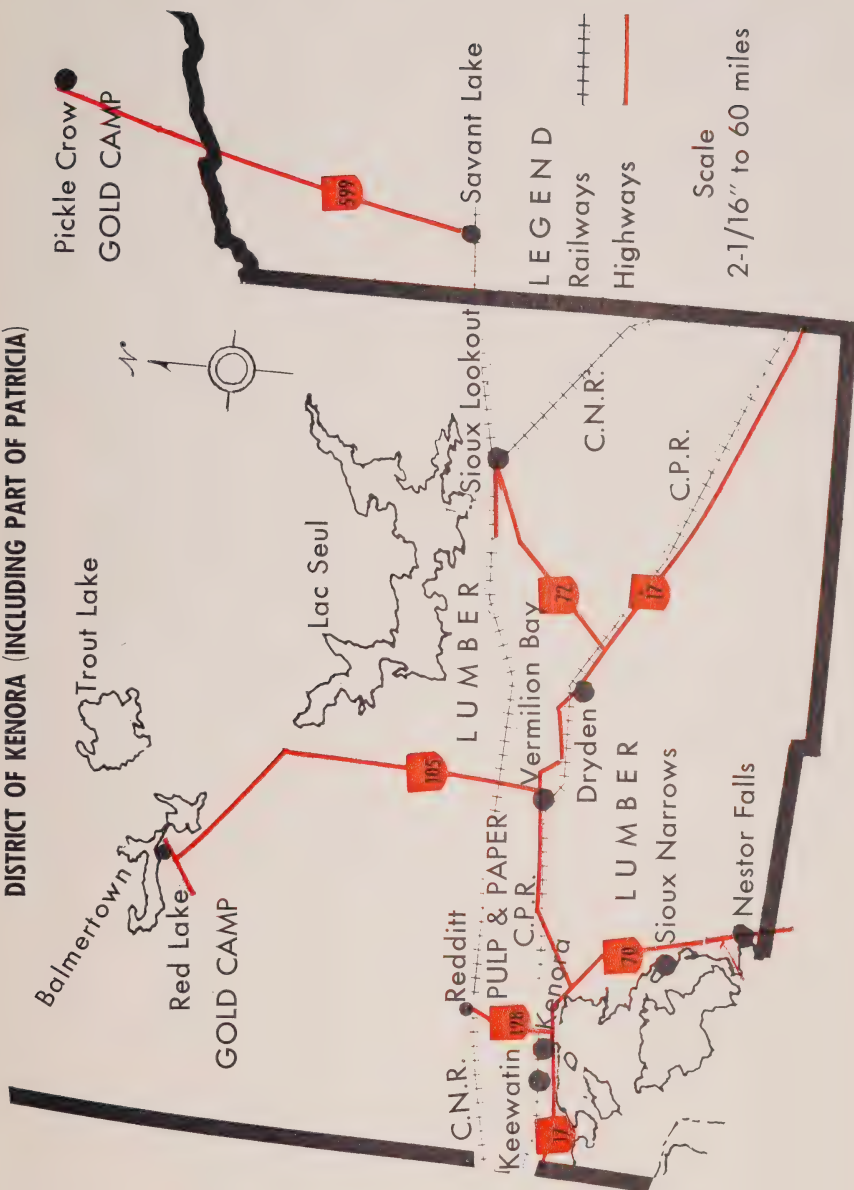 DISTRICT OF KENORA (INCLUDING PART OF PATRICIA)
Pickle Crow
GOLD CAMP
Trout Lake
N
Balmertown
Red Lake
GOLD CAMP
599
Lac Seul
105
Savant Lake
Sioux Lookout
LUMBER
Redditt
C.N.R.
PULP & PAPER
128
Keewatin
Kenora
C.P.R.
17
Vermilion Bay
72
Dryden
17
C.N.R.
C.P.R.
LUMBER
70
Sioux Narrows
Nestor Falls
LEGEND
Railways
Highways
Scale
2-1/16" to 60 miles